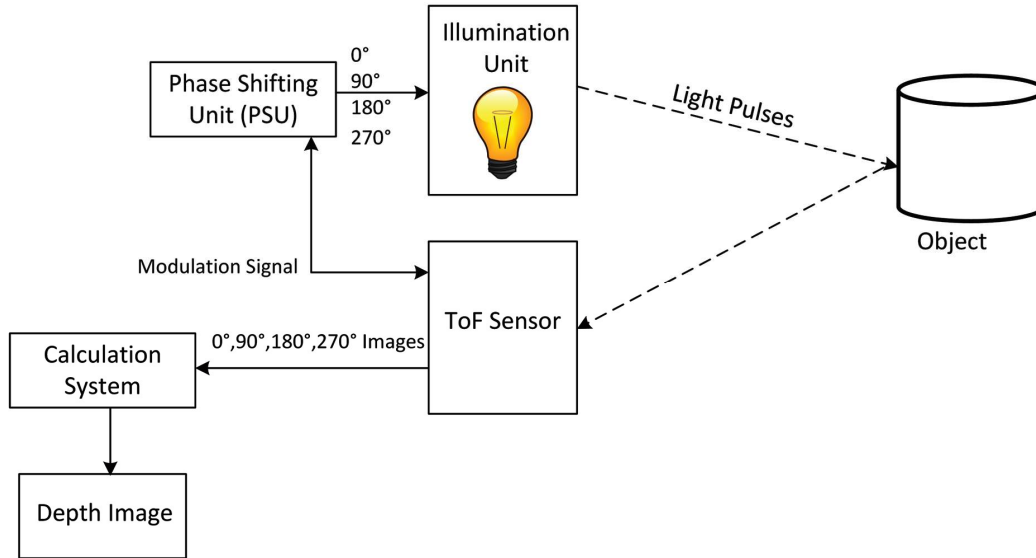 Illumination
Unit
0°
90°
180°
270°
Phase Shifting
Unit (PSU)
Light Pulses
Object
Modulation Signal
ToF Sensor
0°,90°,180°,270° Images
Calculation
System
Depth Image